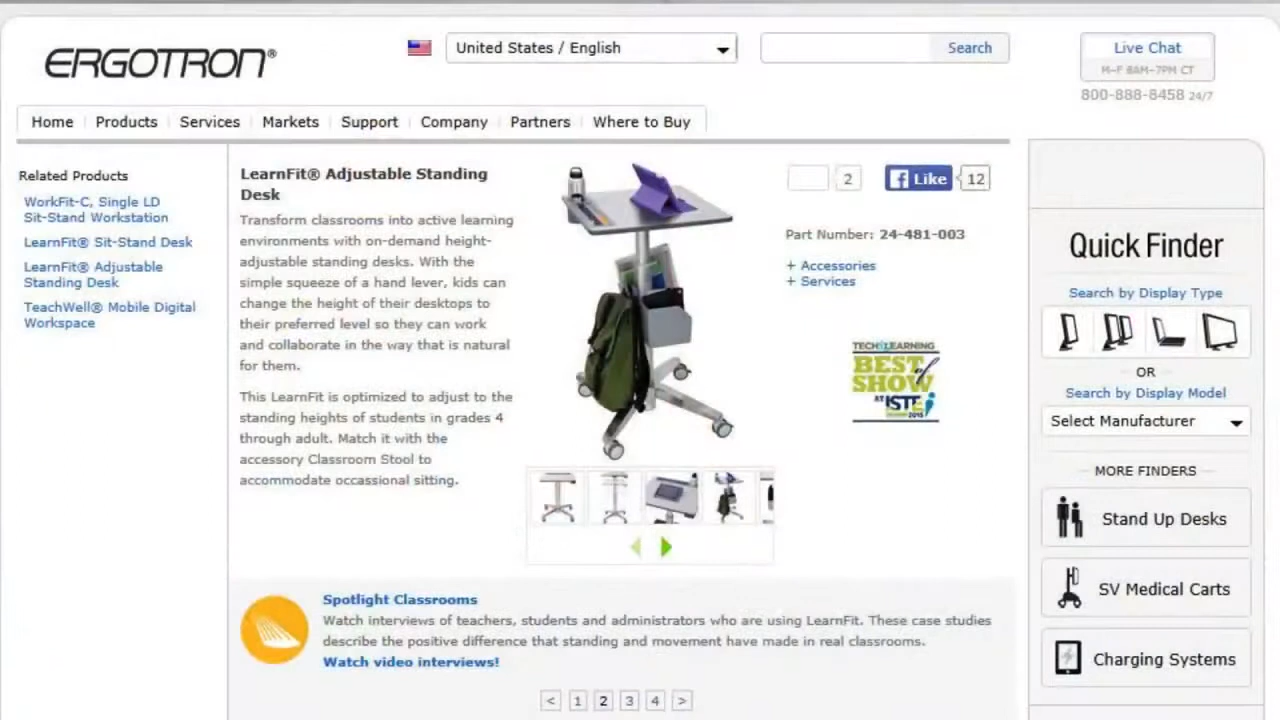 ERGOTRON®
United States / English
Search
Live Chat
M-F 8AM-7PM CT
800-888-8458 24/7
Home
Products
Services
Markets
Support
Company
Partners
Where to Buy
Related Products
WorkFit-C, Single LD
Sit-Stand Workstation
LearnFit® Sit-Stand Desk
LearnFit® Adjustable
Standing Desk
TeachWell® Mobile Digital
Workspace
LearnFit® Adjustable Standing
Desk
Transform classrooms into active learning
environments with on-demand height-
adjustable standing desks. With the
simple squeeze of a hand lever, kids can
change the height of their desktops to
their preferred level so they can work
and collaborate in the way that is natural
for them.
This LearnFit is optimized to adjust to the
standing heights of students in grades 4
through adult. Match it with the
accessory Classroom Stool to
accommodate occassional sitting.
2
Like
12
Part Number: 24-481-003
+ Accessories
+ Services
TECH&LEARNING
BEST of
SHOW
AT ISTE
2015
Quick Finder
Search by Display Type
OR
Search by Display Model
Select Manufacturer
MORE FINDERS
Stand Up Desks
SV Medical Carts
Charging Systems
Spotlight Classrooms
Watch interviews of teachers, students and administrators who are using LearnFit. These case studies
describe the positive difference that standing and movement have made in real classrooms.
Watch video interviews!
< 1 2 3 4 >